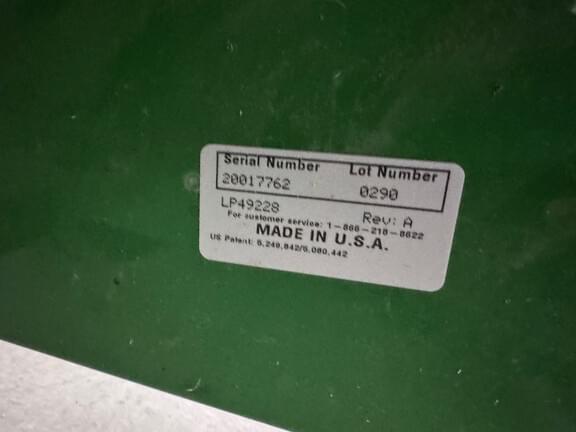 Serial Number Lot Number
20017762 0290
LP49228 Rev: A
For customer service: 1-866-218-8622
MADE IN U.S.A.
US Patent: 5,249,842/6,080,442